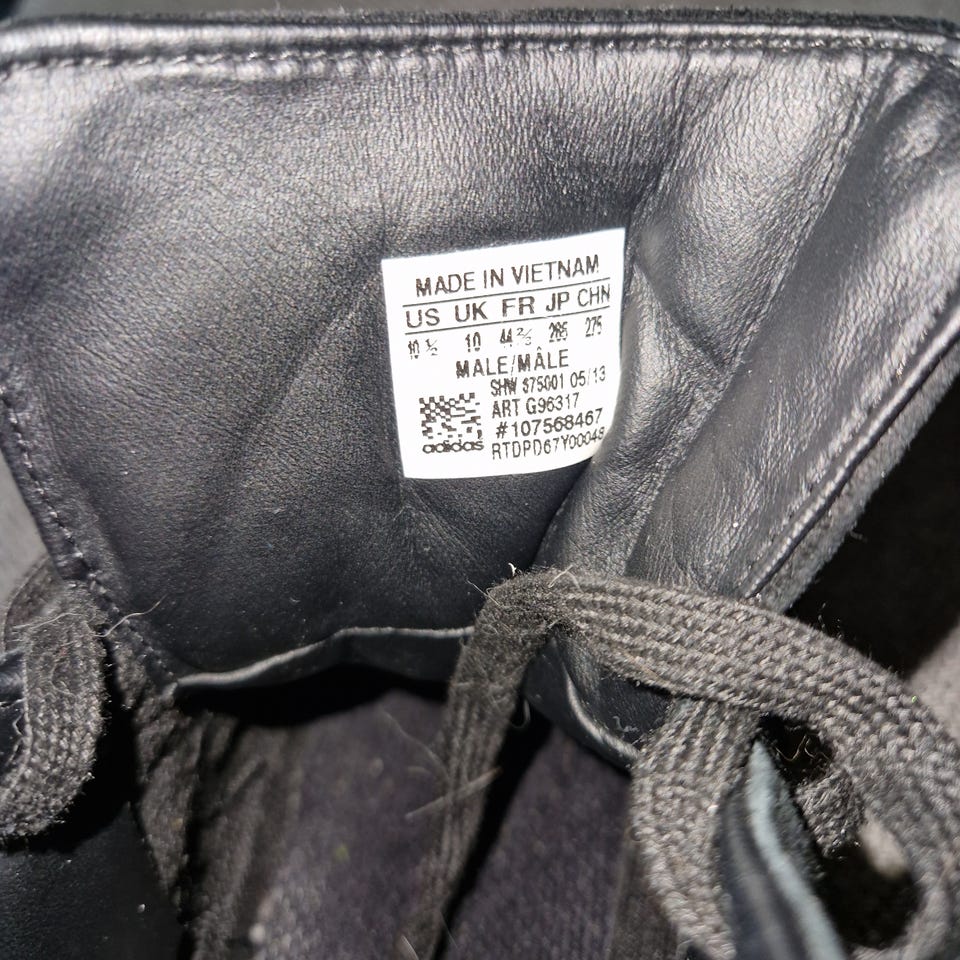 MADE IN VIETNAM
US UK FR JP CHN
10 ½ 10 44 ⅔ 285 275
MALE/MÂLE
SHW 675001 05/13
ART G96317
#107568467
adidas RTDPD67Y00048